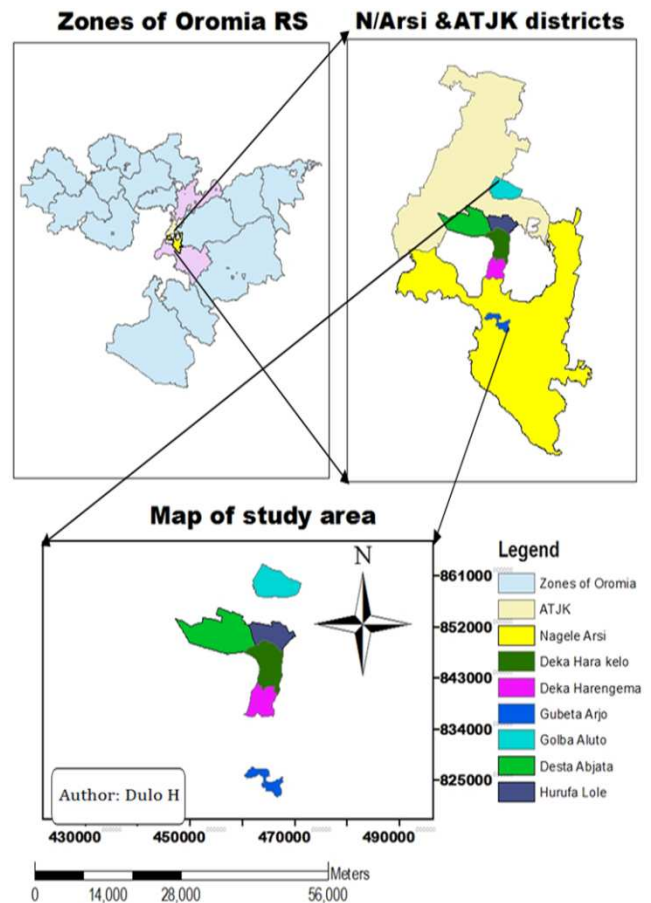 Zones of Oromia RS
N/Arsi &ATJK districts
Map of study area
N
Author: Dulo H
861000
852000
843000
834000
825000
430000
450000
470000
490000
Legend
Zones of Oromia
ATJK
Nagele Arsi
Deka Hara kelo
Deka Harengema
Gubeta Arjo
Golba Aluto
Desta Abjata
Hurufa Lole
Meters
0 14,000 28,000 56,000